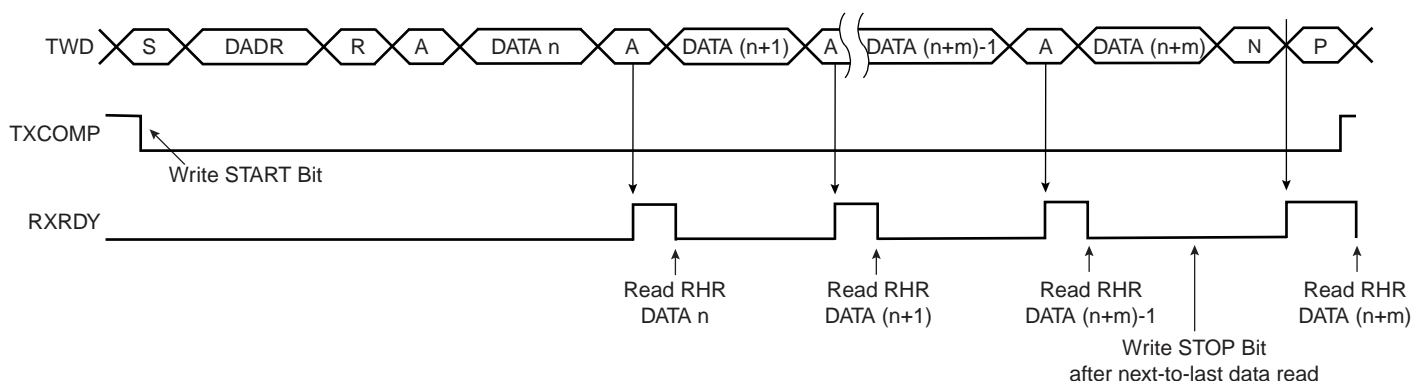 TWD S DADR R A DATA n A DATA (n+1) A DATA (n+m)-1 A DATA (n+m) N P
TXCOMP
Write START Bit
RXRDY
Read RHR Read RHR Read RHR Read RHR
DATA n DATA (n+1) DATA (n+m)-1 DATA (n+m)
Write STOP Bit
after next-to-last data read